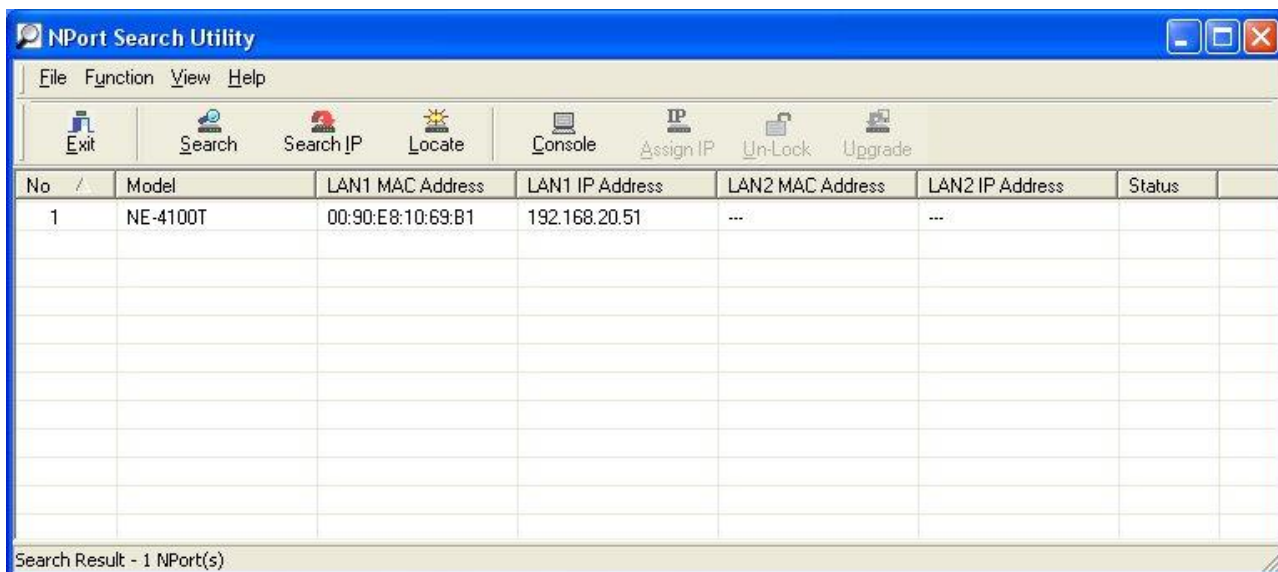 NPort Search Utility
File Function View Help
Exit Search Search IP Locate Console IP Assign IP Un-Lock Upgrade
No Model LAN1 MAC Address LAN1 IP Address LAN2 MAC Address LAN2 IP Address Status
1 NE-4100T 00:90:E8:10:69:B1 192.168.20.51 --- ---
Search Result - 1 NPort(s)